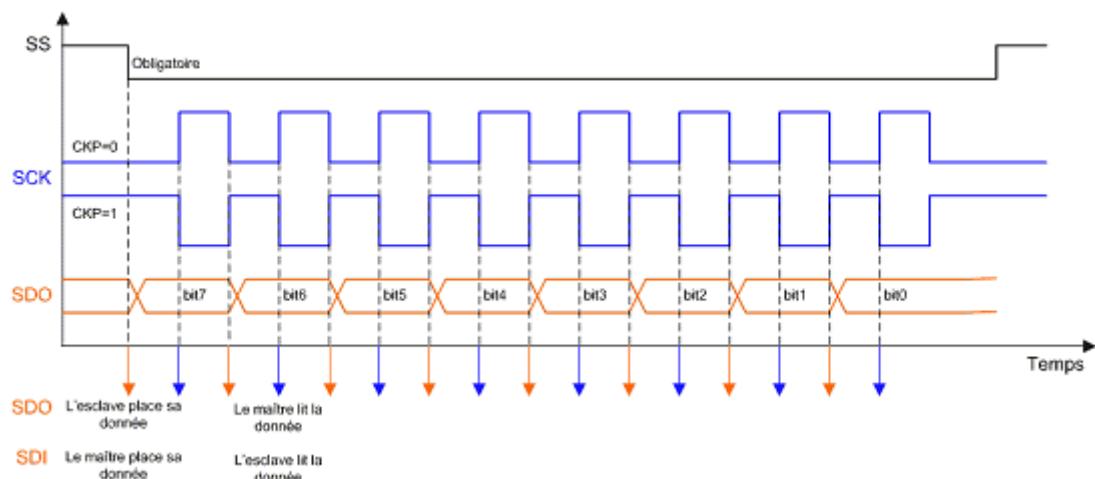 SS
Obligatoire
CKP=0
SCK
CKP=1
SDO
bit7 bit6 bit5 bit4 bit3 bit2 bit1 bit0
Temps
SDO
L'esclave place sa
donnée
Le maître lit la
donnée
SDI
Le maître place sa
donnée
L'esclave lit la
donnée